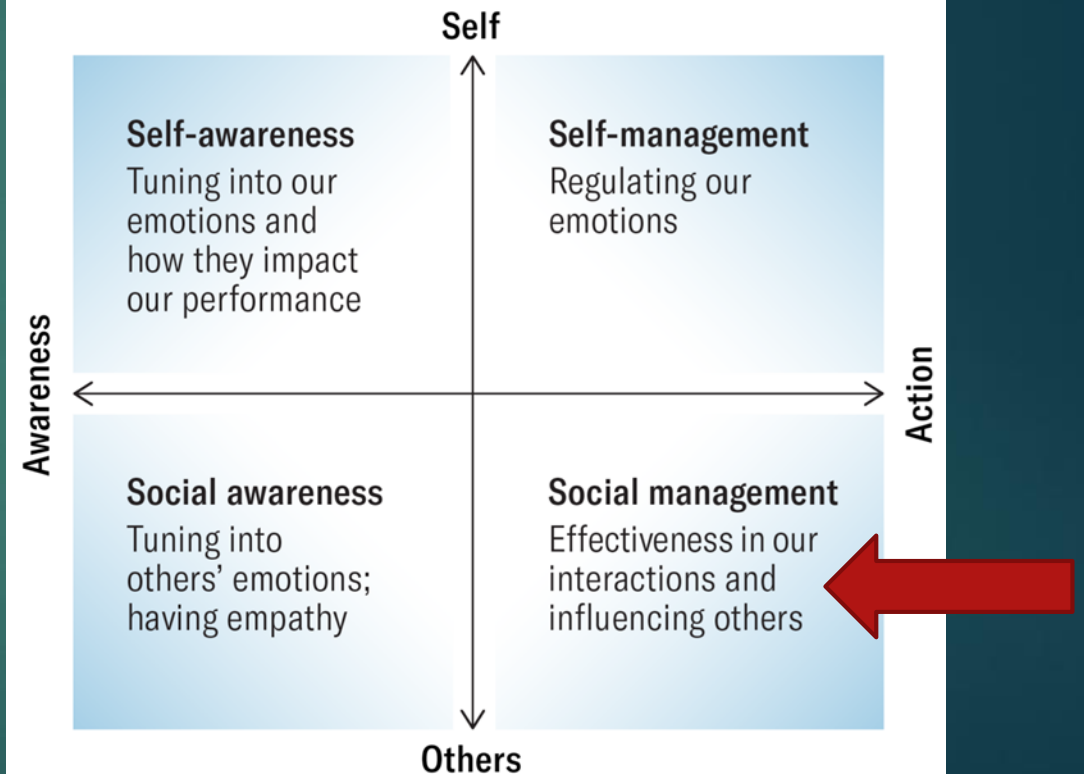 Self
Self-awareness
Tuning into our
emotions and
how they impact
our performance
Self-management
Regulating our
emotions
Awareness
Action
Social awareness
Tuning into
others’ emotions;
having empathy
Social management
Effectiveness in our
interactions and
influencing others
Others